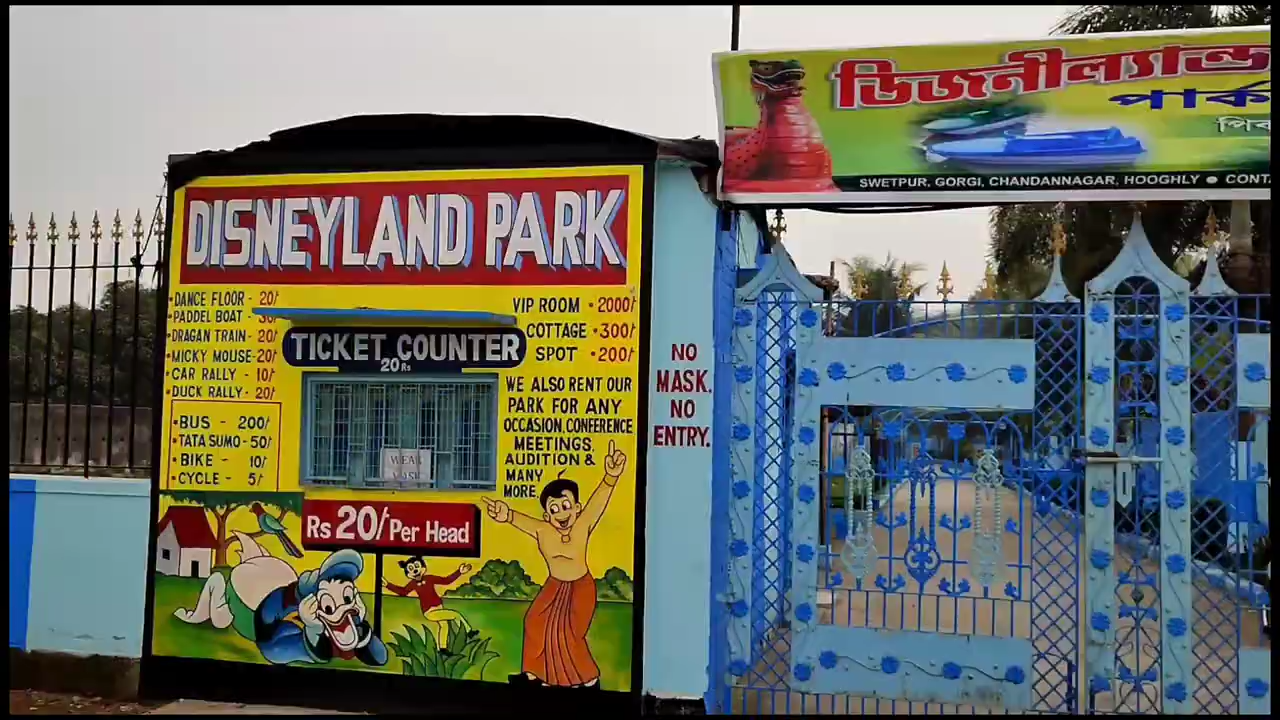 ডিজনীল্যান্ড
পার্ক
SWETPUR, GORGI, CHANDANNAGAR, HOOGHLY ●
DISNEYLAND PARK
• DANCE FLOOR - 20/-
• PADDEL BOAT - 30/-
• DRAGAN TRAIN - 20/-
• MICKY MOUSE - 20/-
• CAR RALLY - 10/-
• DUCK RALLY - 20/-
• BUS - 200/-
• TATA SUMO - 50/-
• BIKE - 10/-
• CYCLE - 5/-
TICKET COUNTER
20 Rs
WEAR
MASK
Rs 20/- Per Head
VIP ROOM • 2000/-
COTTAGE • 300/-
SPOT • 200/-
WE ALSO RENT OUR
PARK FOR ANY
OCCASION, CONFERENCE
MEETINGS,
AUDITION &
MANY
MORE
NO
MASK.
NO
ENTRY.